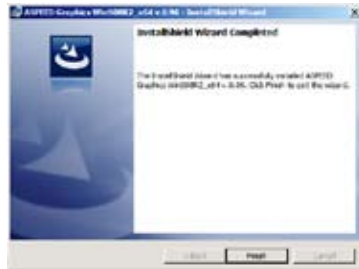 ASPEED Graphics Win2008R2_x64 v 0.96 - InstallShield Wizard
InstallShield Wizard Completed
The InstallShield Wizard has successfully installed ASPEED
Graphics Win2008R2_x64 v 0.96. Click Finish to exit the wizard.
< Back
Finish
Cancel